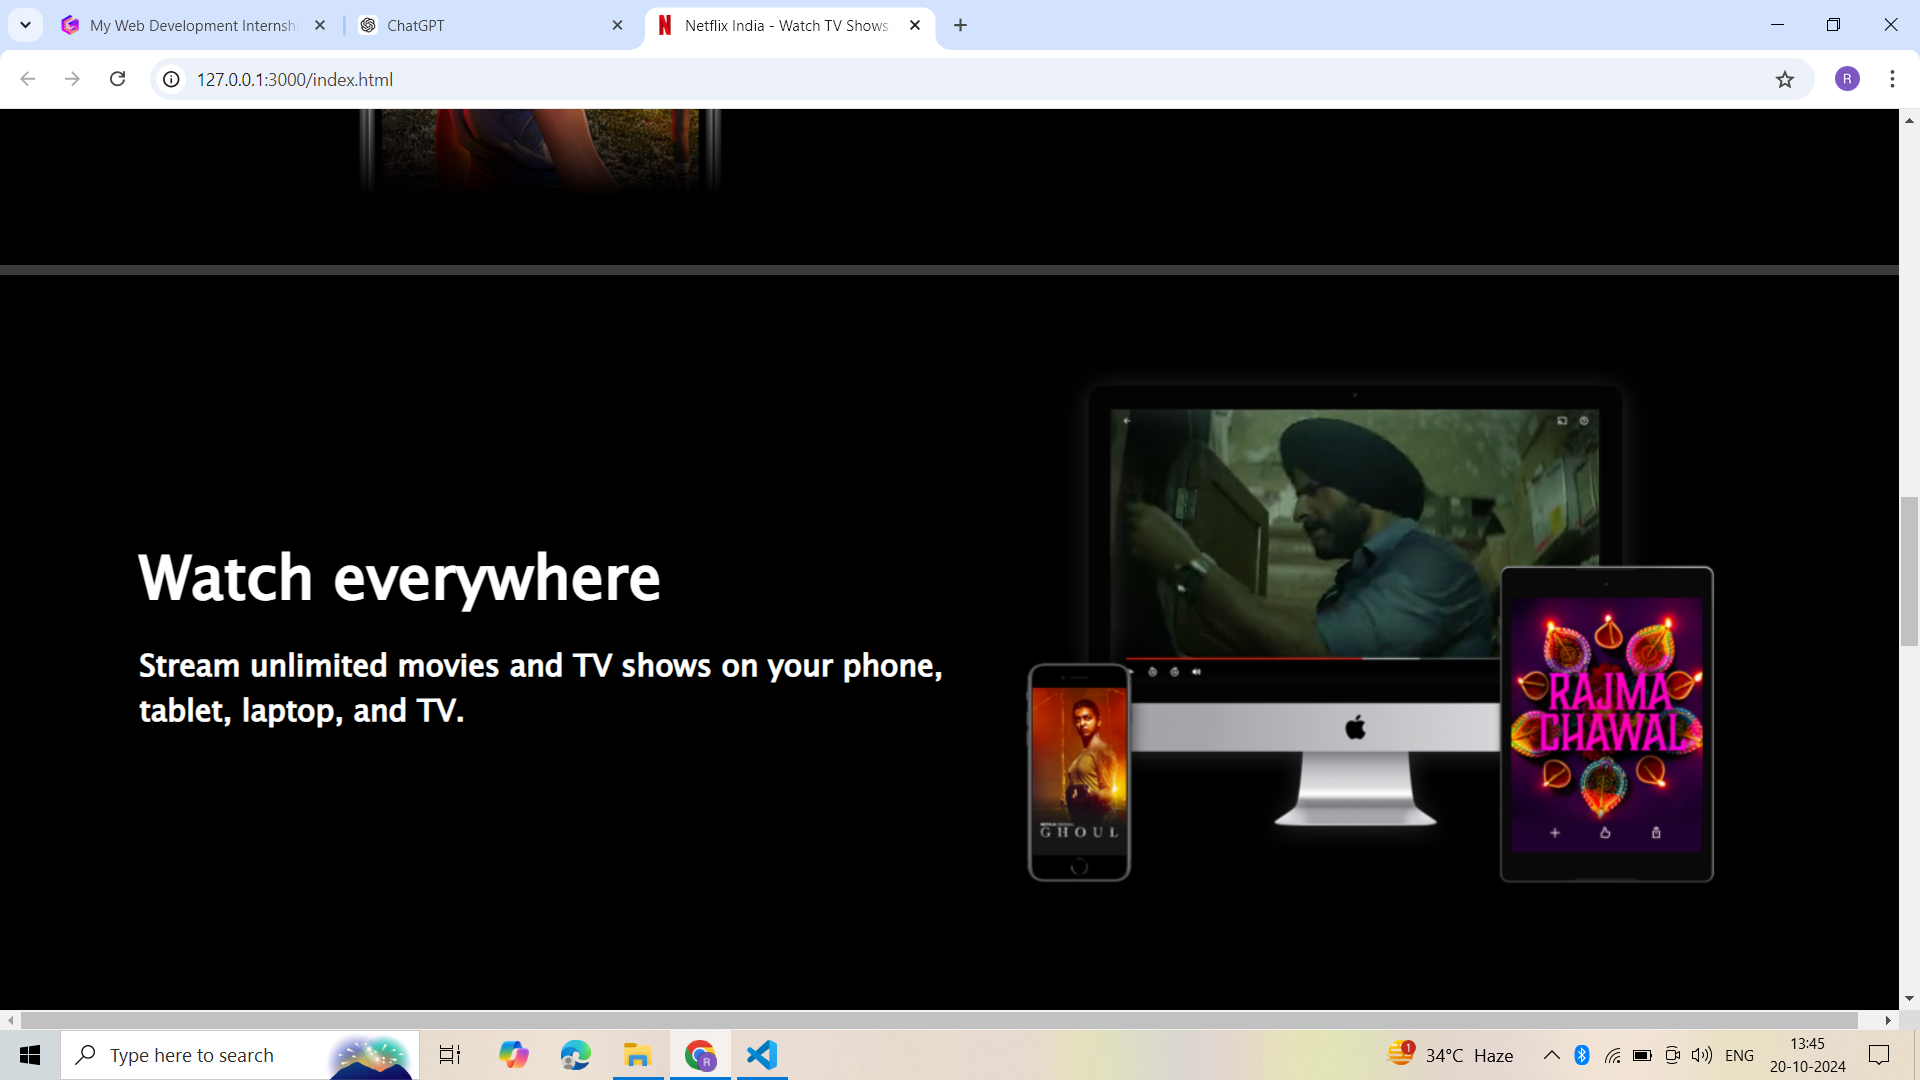 My Web Development Internshi
ChatGPT
Netflix India - Watch TV Shows
127.0.0.1:3000/index.html
R
Watch everywhere
Stream unlimited movies and TV shows on your phone,
tablet, laptop, and TV.
RAJMA
CHAWAL
GHOUL
Type here to search
R
1
34°C Haze
ENG
13:45
20-10-2024